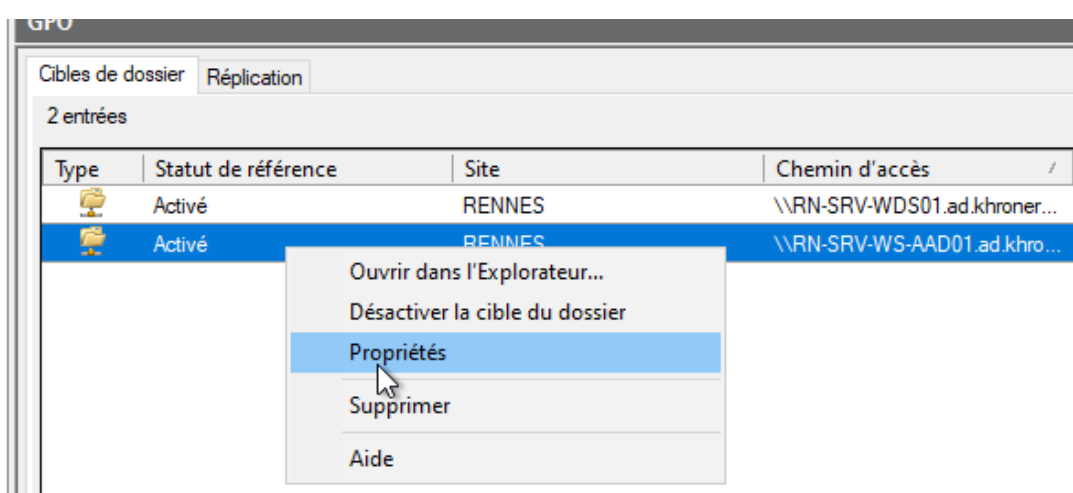 GPO
Cibles de dossier Réplication
2 entrées
Type Statut de référence Site Chemin d'accès
Activé RENNES \\RN-SRV-WDS01.ad.khroner...
Activé RENNES \\RN-SRV-WS-AAD01.ad.khro...
Ouvrir dans l'Explorateur...
Désactiver la cible du dossier
Propriétés
Supprimer
Aide